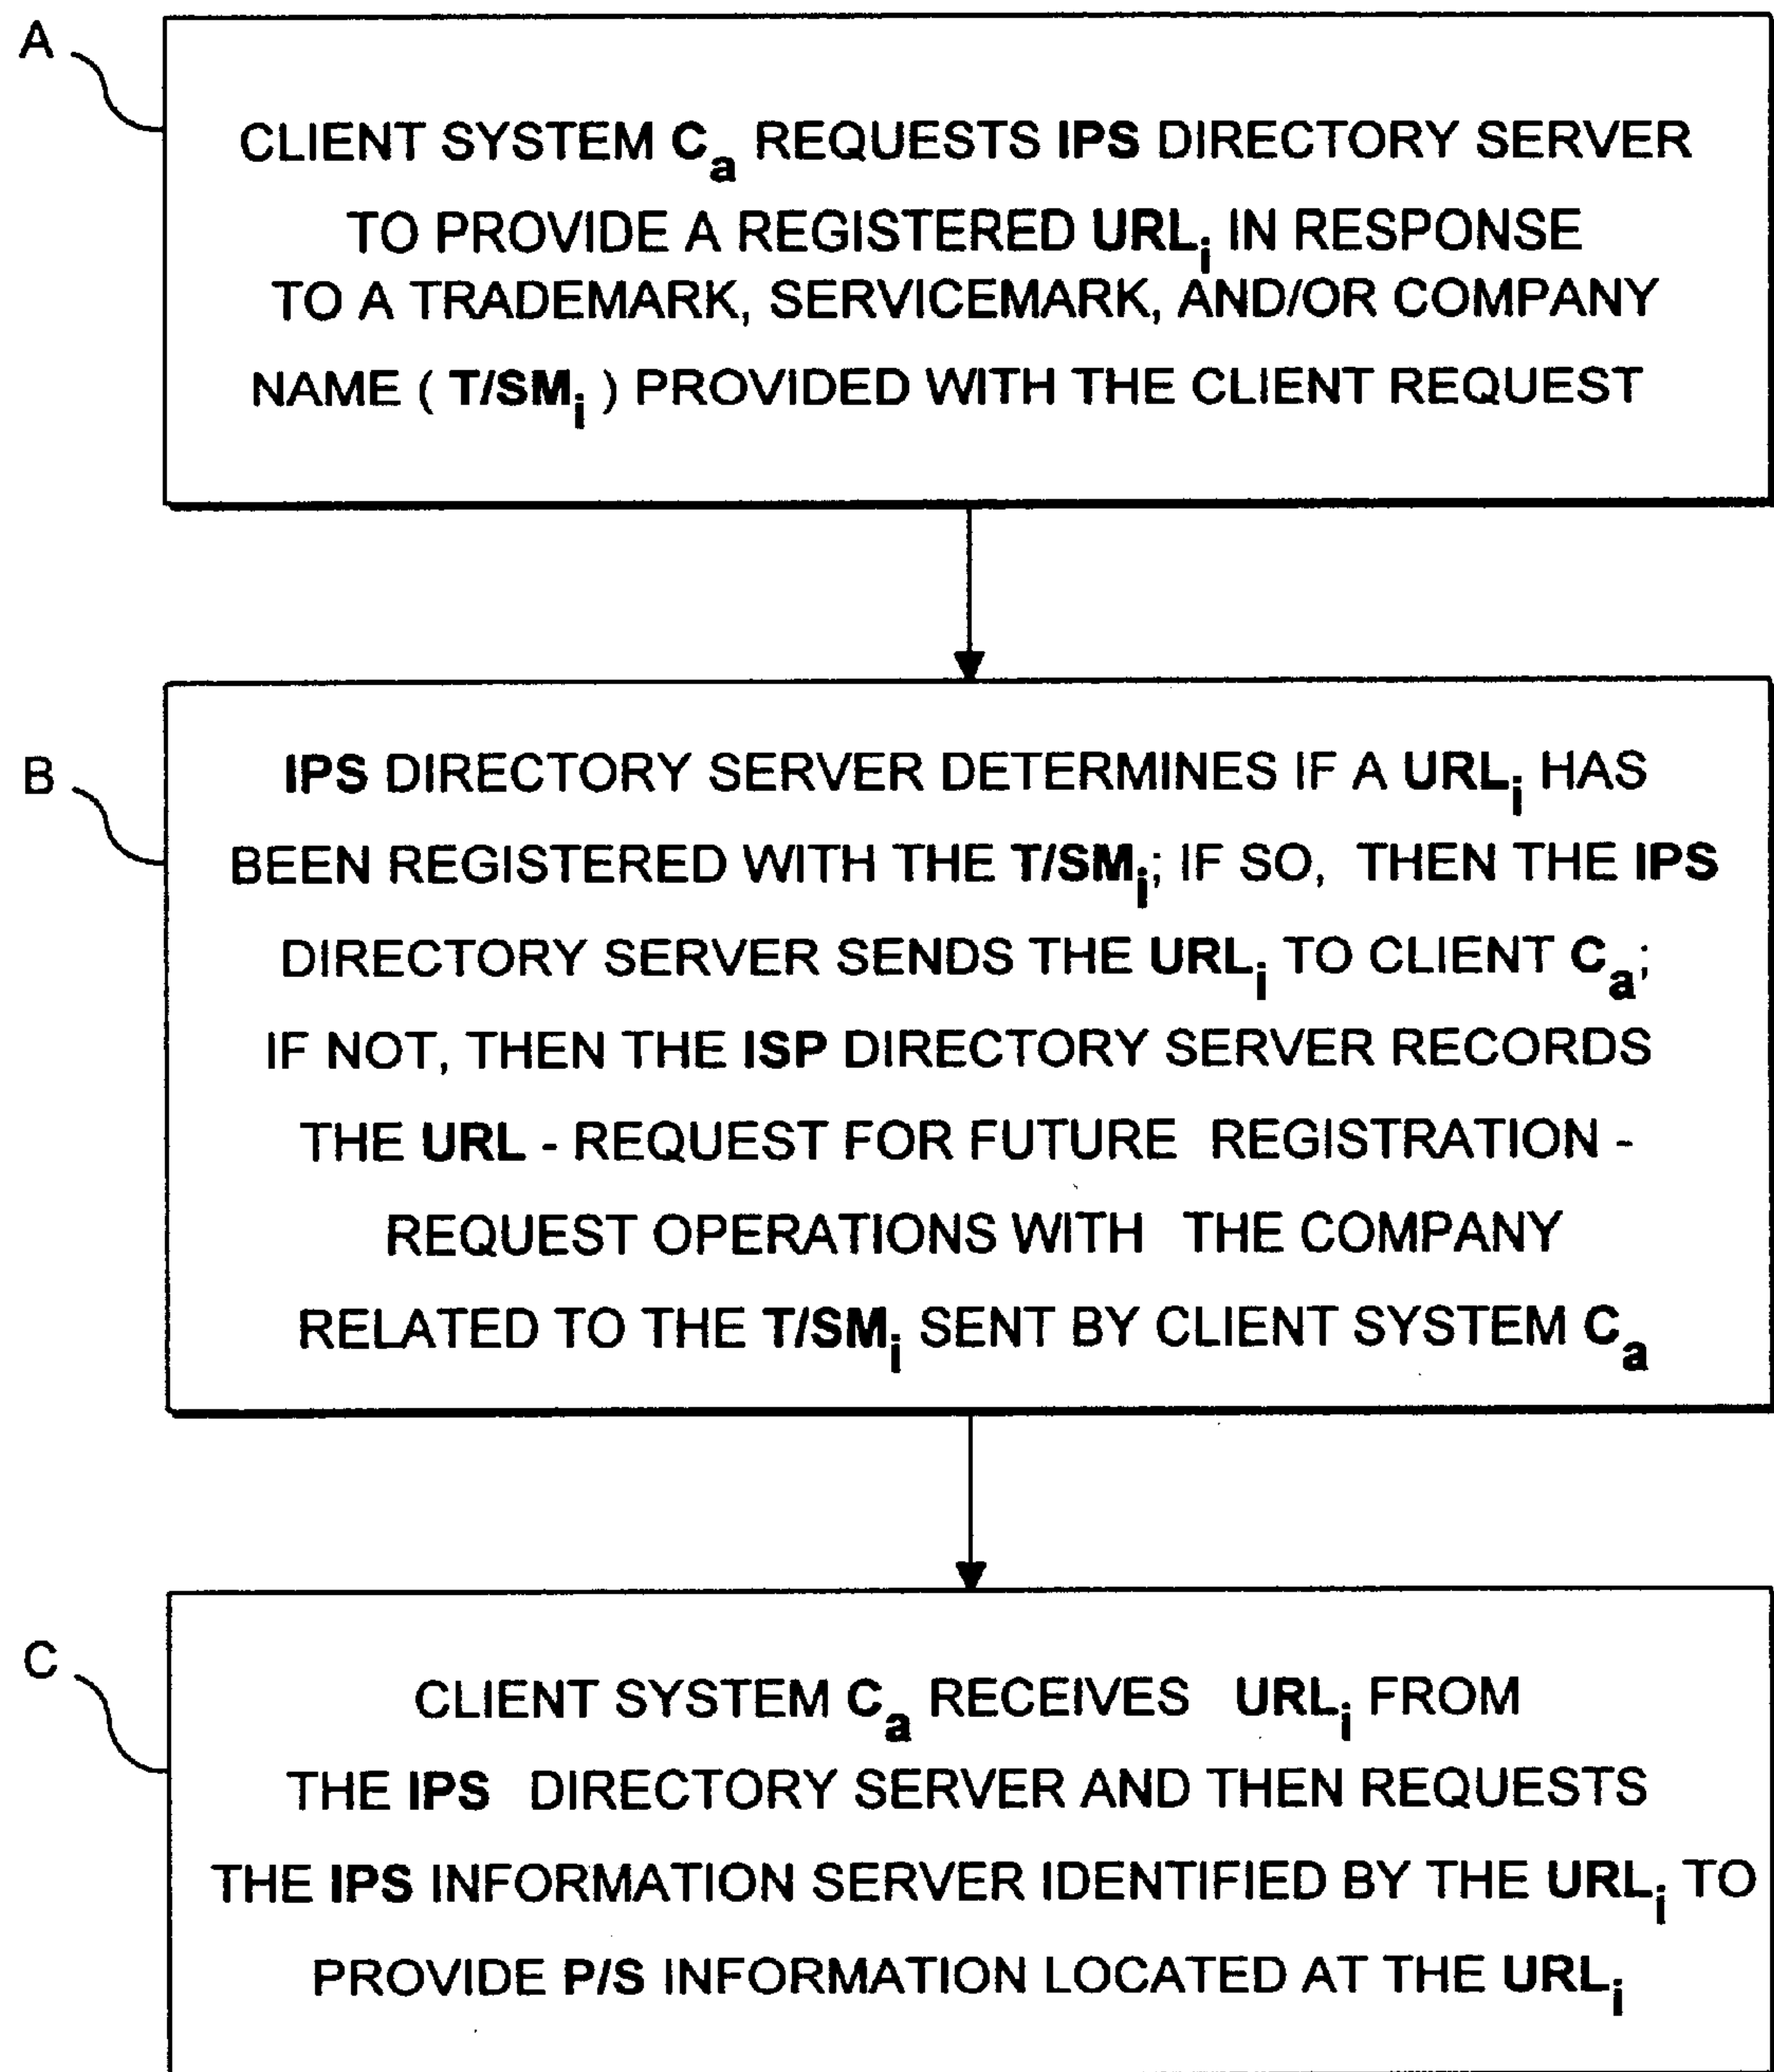 A
CLIENT SYSTEM Ca REQUESTS IPS DIRECTORY SERVER
TO PROVIDE A REGISTERED URLi IN RESPONSE
TO A TRADEMARK, SERVICEMARK, AND/OR COMPANY
NAME ( T/SMi ) PROVIDED WITH THE CLIENT REQUEST
B
IPS DIRECTORY SERVER DETERMINES IF A URLi HAS
BEEN REGISTERED WITH THE T/SMi; IF SO, THEN THE IPS
DIRECTORY SERVER SENDS THE URLi TO CLIENT Ca;
IF NOT, THEN THE ISP DIRECTORY SERVER RECORDS
THE URL - REQUEST FOR FUTURE REGISTRATION -
REQUEST OPERATIONS WITH THE COMPANY
RELATED TO THE T/SMi SENT BY CLIENT SYSTEM Ca
C
CLIENT SYSTEM Ca RECEIVES URLi FROM
THE IPS DIRECTORY SERVER AND THEN REQUESTS
THE IPS INFORMATION SERVER IDENTIFIED BY THE URLi TO
PROVIDE P/S INFORMATION LOCATED AT THE URLi